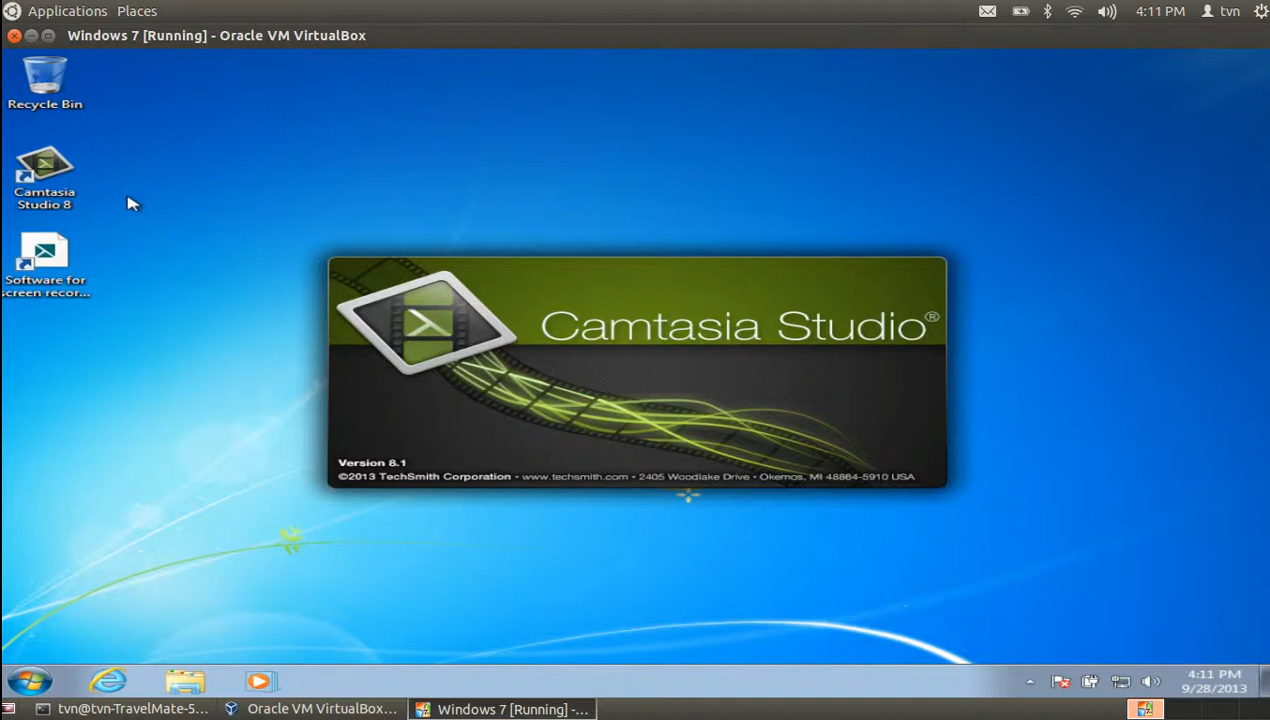 Applications Places
4:11 PM tvn
Windows 7 [Running] - Oracle VM VirtualBox
Recycle Bin
Camtasia
Studio 8
Software for
screen recor...
Camtasia Studio®
Version 8.1
©2013 TechSmith Corporation • www.techsmith.com • 2405 Woodlake Drive • Okemos, MI 48864-5910 USA
4:11 PM
9/28/2013
tvn@tvn-TravelMate-5...
Oracle VM VirtualBox...
Windows 7 [Running] -...